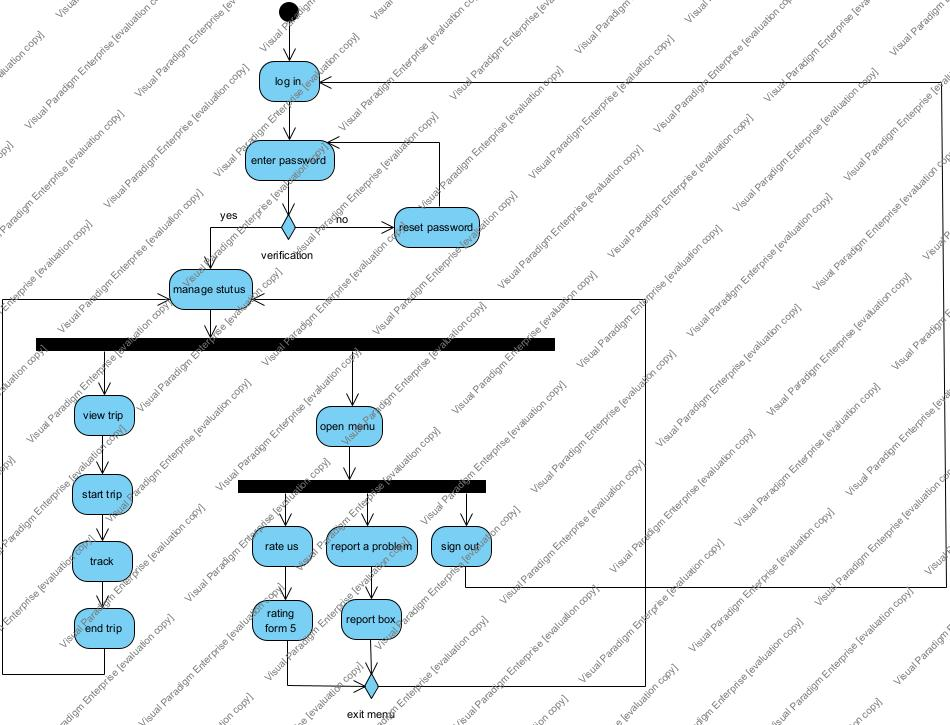 log in
enter password
yes
no
reset password
verification
manage stutus
view trip
open menu
start trip
rate us
report a problem
sign out
track
rating
form 5
report box
end trip
exit menu
Visual Paradigm Enterprise [evaluation copy]